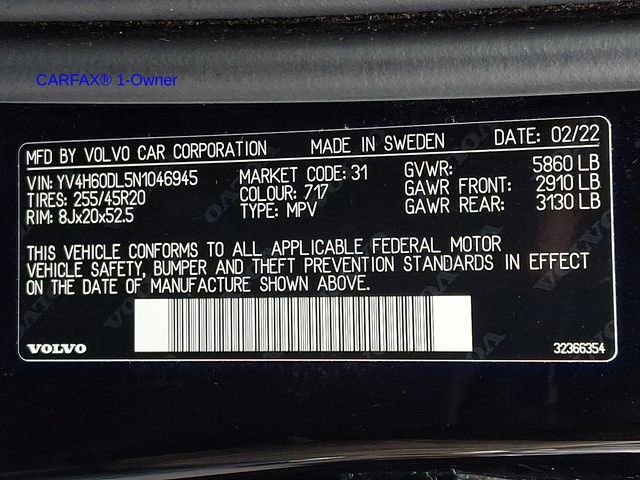 CARFAX® 1-Owner
MFD BY VOLVO CAR CORPORATION MADE IN SWEDEN DATE: 02/22
VIN: YV4H60DL5N1046945 MARKET CODE: 31 GVWR: 5860 LB
TIRES: 255/45R20 COLOUR: 717 GAWR FRONT: 2910 LB
RIM: 8Jx20x52.5 TYPE: MPV GAWR REAR: 3130 LB
THIS VEHICLE CONFORMS TO ALL APPLICABLE FEDERAL MOTOR
VEHICLE SAFETY, BUMPER AND THEFT PREVENTION STANDARDS IN EFFECT
ON THE DATE OF MANUFACTURE SHOWN ABOVE.
VOLVO 32366354